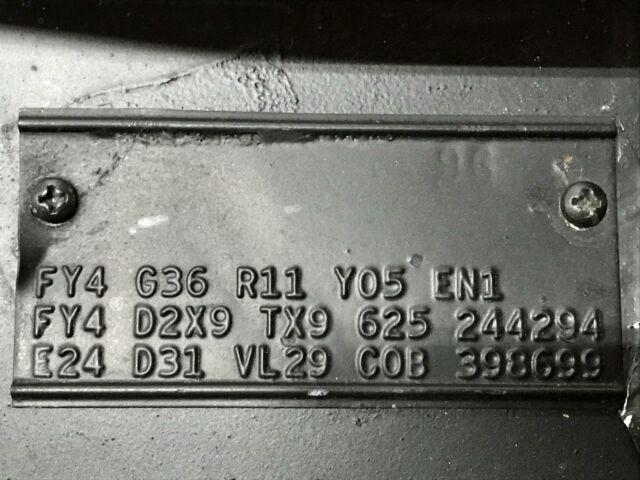 FY4 G36 R11 Y05 EN1
FY4 D2X9 TX9 625 244294
E24 D31 VL29 C0B 398699